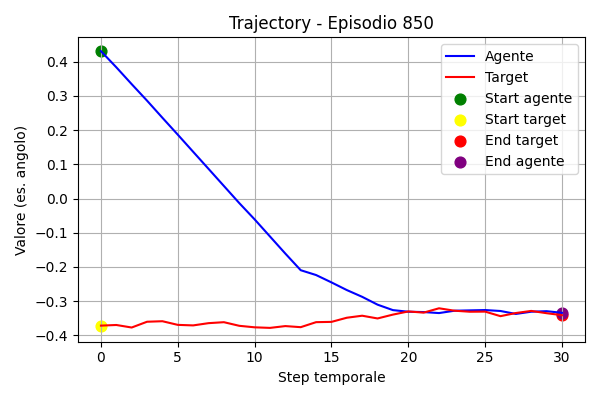 Trajectory - Episodio 850
Valore (es. angolo)
0.4
0.3
0.2
0.1
0.0
−0.1
−0.2
−0.3
−0.4
Agente
Target
Start agente
Start target
End target
End agente
0 5 10 15 20 25 30
Step temporale